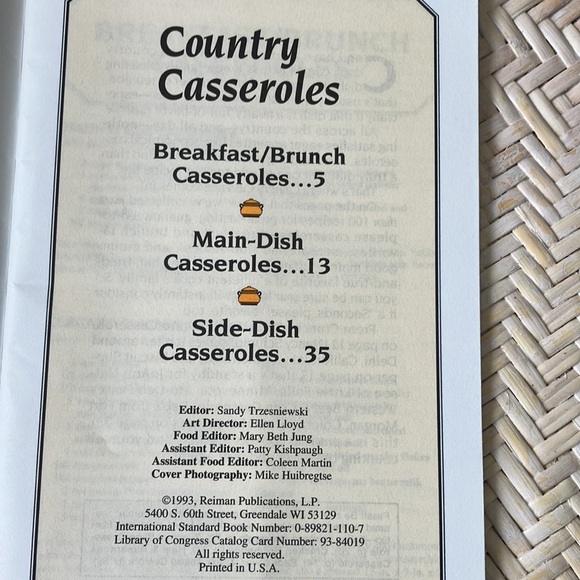 Country
Casseroles
Breakfast/Brunch
Casseroles...5
Main-Dish
Casseroles...13
Side-Dish
Casseroles...35
Editor: Sandy Trzesniewski
Art Director: Ellen Lloyd
Food Editor: Mary Beth Jung
Assistant Editor: Patty Kishpaugh
Assistant Food Editor: Coleen Martin
Cover Photography: Mike Huibregtse
©1993, Reiman Publications, L.P.
5400 S. 60th Street, Greendale WI 53129
International Standard Book Number: 0-89821-110-7
Library of Congress Catalog Card Number: 93-84019
All rights reserved.
Printed in U.S.A.